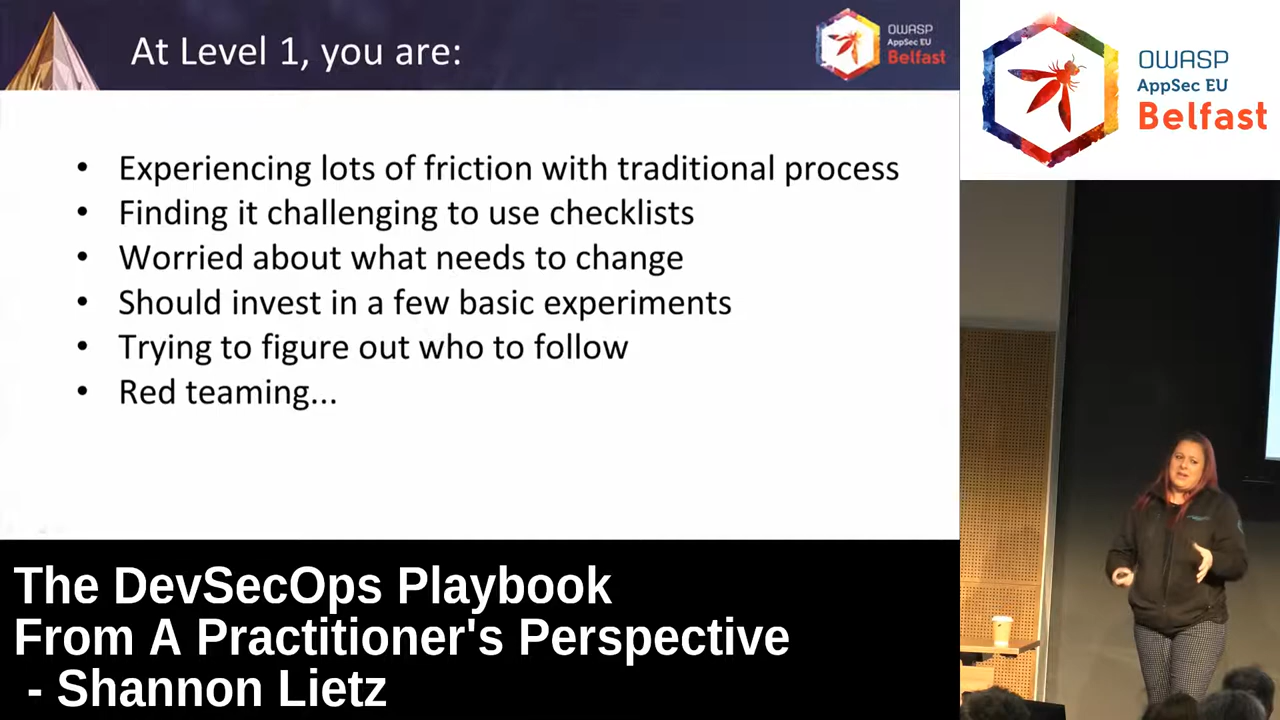 At Level 1, you are:
OWASP
AppSec EU
Belfast
• Experiencing lots of friction with traditional process
• Finding it challenging to use checklists
• Worried about what needs to change
• Should invest in a few basic experiments
• Trying to figure out who to follow
• Red teaming...
OWASP
AppSec EU
Belfast
The DevSecOps Playbook
From A Practitioner's Perspective
- Shannon Lietz